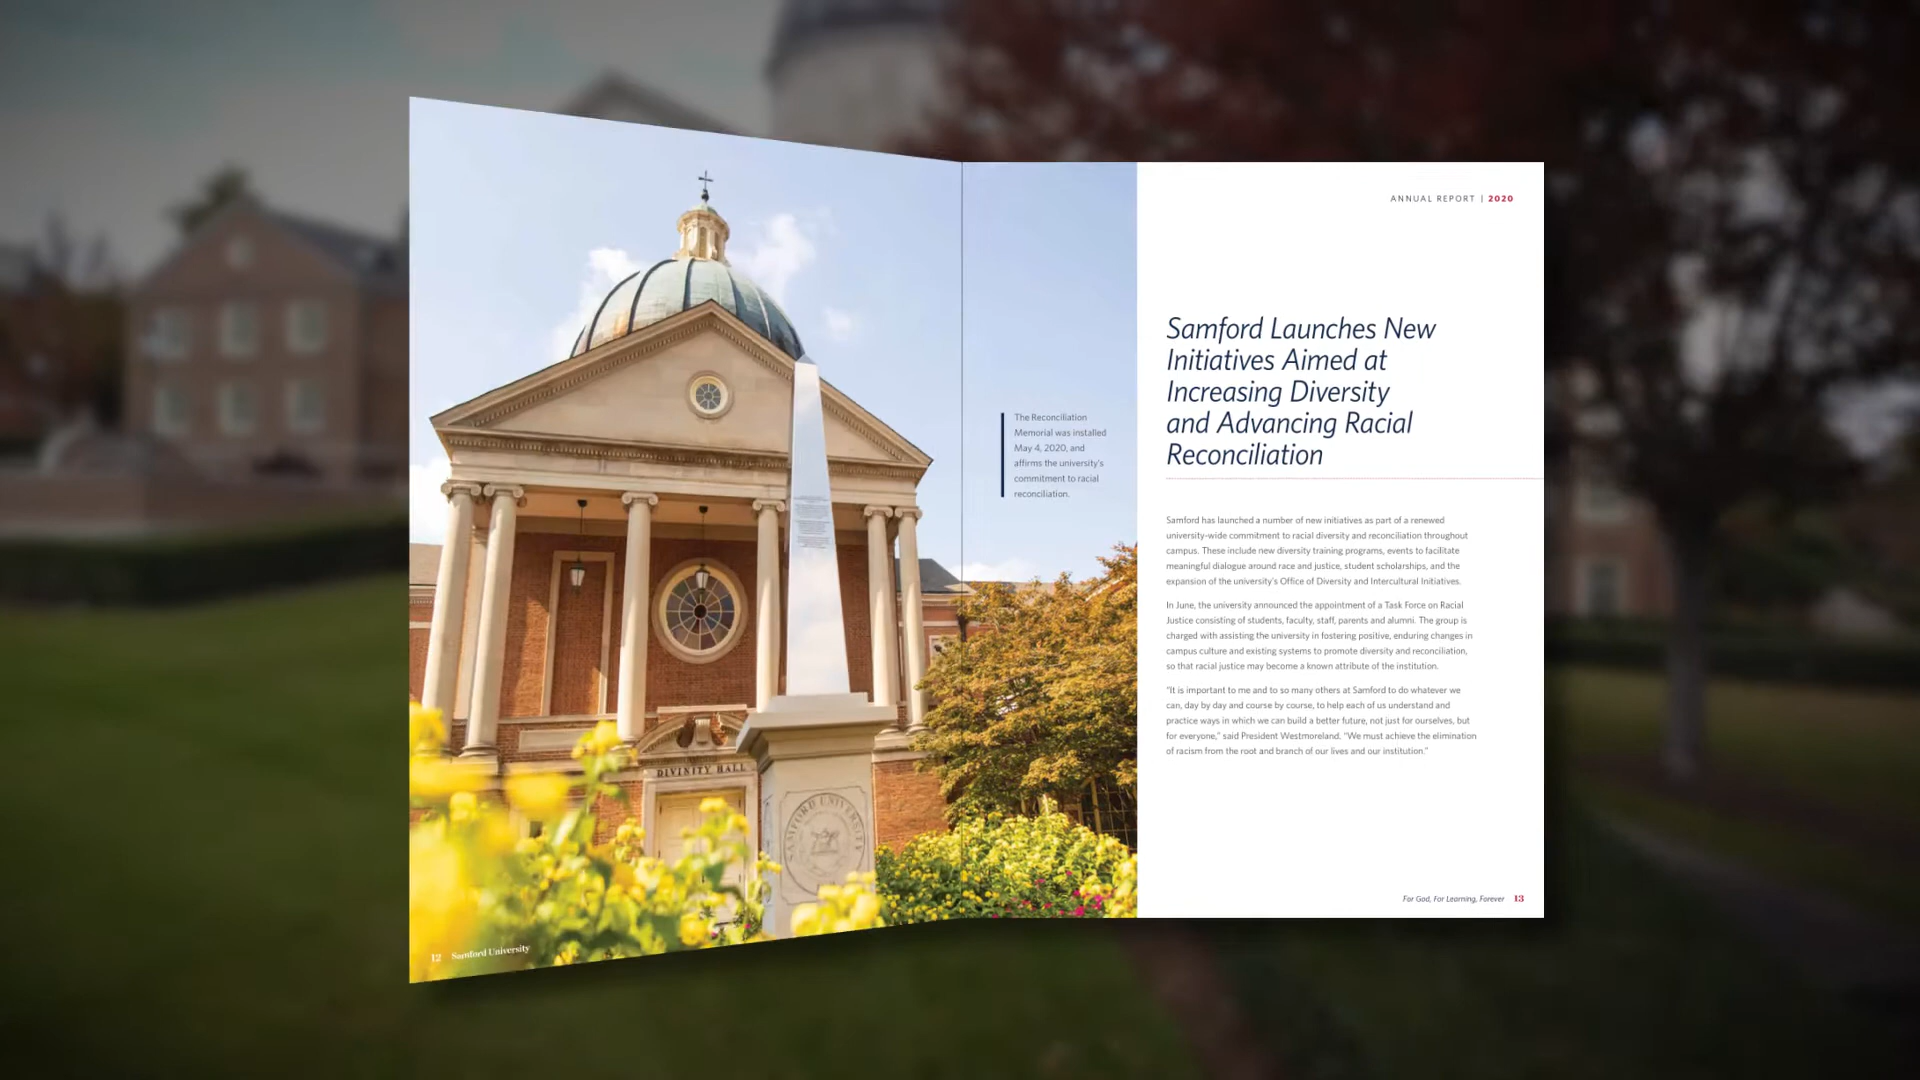 ANNUAL REPORT | 2020
Samford Launches New
Initiatives Aimed at
Increasing Diversity
and Advancing Racial
Reconciliation
The Reconciliation
Memorial was installed
May 4, 2020, and
affirms the university's
commitment to racial
reconciliation.
Samford has launched a number of new initiatives as part of a renewed
university-wide commitment to racial diversity and reconciliation throughout
campus. These include new diversity training programs, events to facilitate
meaningful dialogue around race and justice, student scholarships, and the
expansion of the university's Office of Diversity and Intercultural Initiatives.
In June, the university announced the appointment of a Task Force on Racial
Justice consisting of students, faculty, staff, parents and alumni. The group is
charged with assisting the university in fostering positive, enduring changes in
campus culture and existing systems to promote diversity and reconciliation,
so that racial justice may become a known attribute of the institution.
"It is important to me and to so many others at Samford to do whatever we
can, day by day and course by course, to help each of us understand and
practice ways in which we can build a better future, not just for ourselves, but
for everyone," said President Westmoreland. "We must achieve the elimination
of racism from the root and branch of our lives and our institution."
DIVINITY HALL
SAMFORD UNIVERSITY
12 Samford University
For God, For Learning, Forever 13